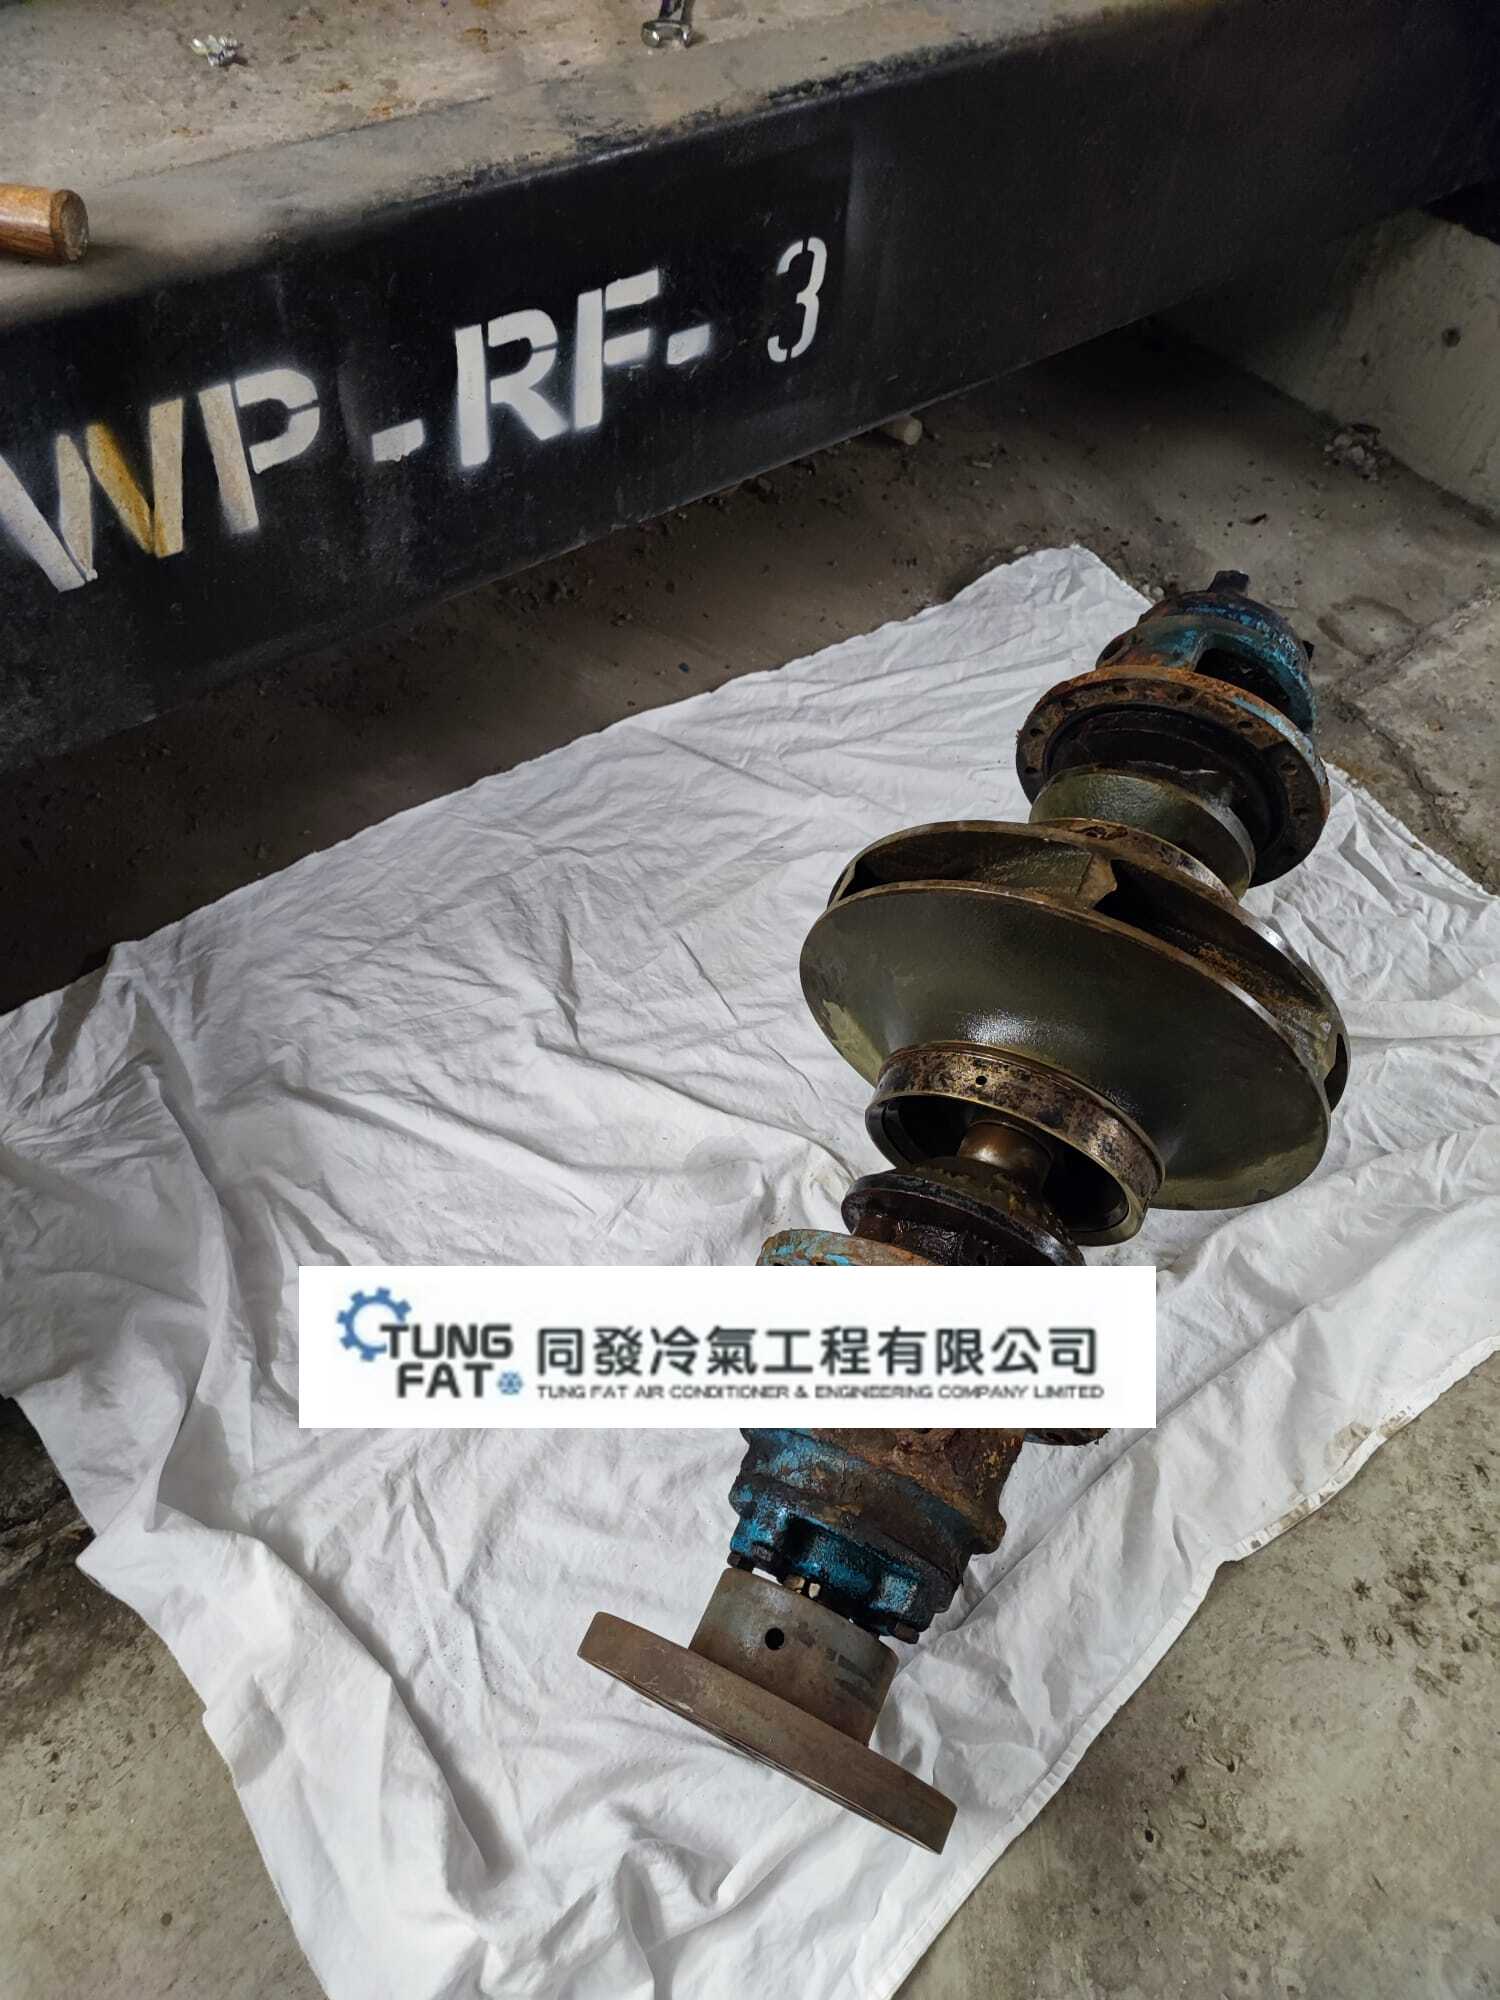 WP-RF-3
TUNG
FAT
同發冷氣工程有限公司
TUNG FAT AIR CONDITIONER & ENGINEERING COMPANY LIMITED